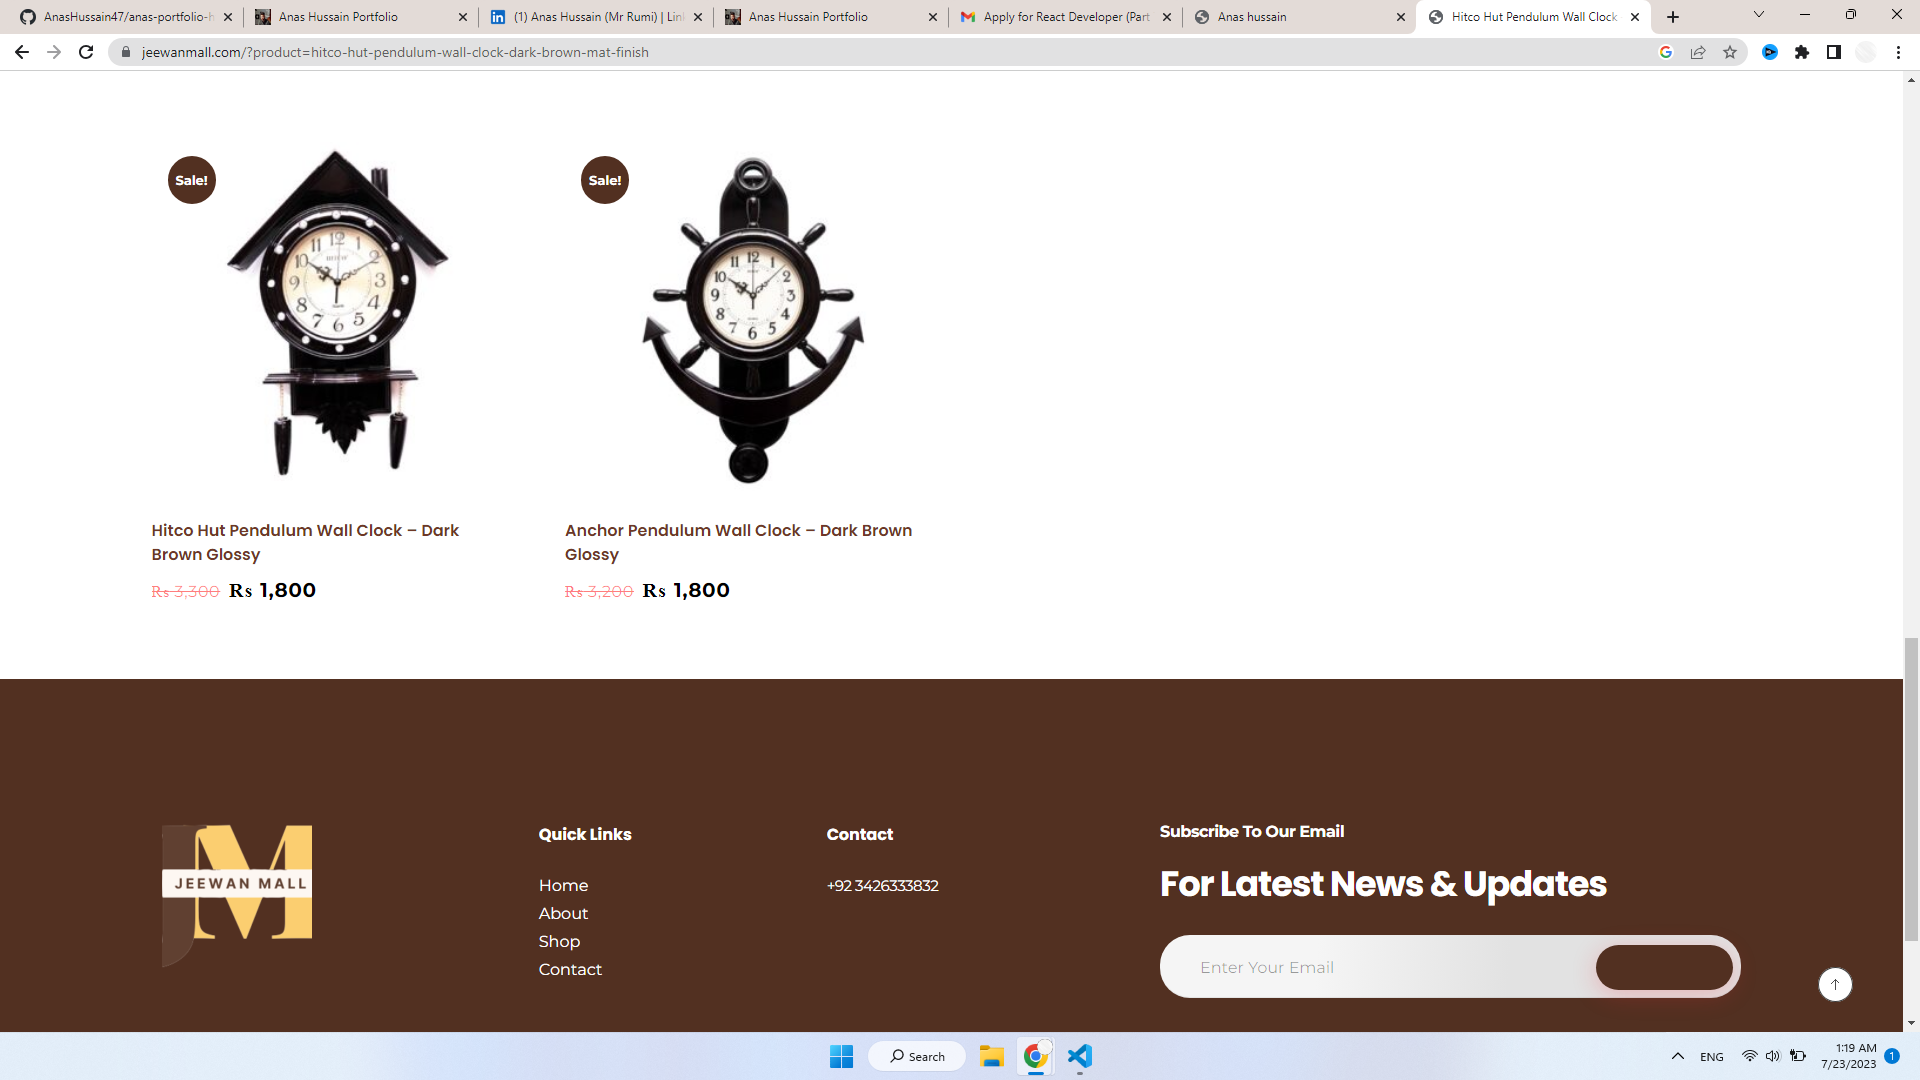 AnasHussain47/anas-portfolio-h
Anas Hussain Portfolio
(1) Anas Hussain (Mr Rumi) | Lin
Anas Hussain Portfolio
Apply for React Developer (Part
Anas hussain
Hitco Hut Pendulum Wall Clock
jeewanmall.com/?product=hitco-hut-pendulum-wall-clock-dark-brown-mat-finish
Sale!
Sale!
Hitco Hut Pendulum Wall Clock – Dark
Brown Glossy
₨ 3,300 ₨ 1,800
Anchor Pendulum Wall Clock – Dark Brown
Glossy
₨ 3,200 ₨ 1,800
JEEWAN MALL
Quick Links
Home
About
Shop
Contact
Contact
+92 3426333832
Subscribe To Our Email
For Latest News & Updates
Enter Your Email
Search
ENG
1:19 AM
7/23/2023
1